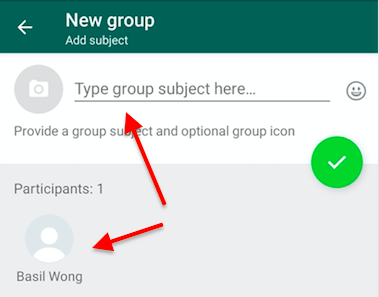 New group
Add subject
Type group subject here...
Provide a group subject and optional group icon
Participants: 1
Basil Wong